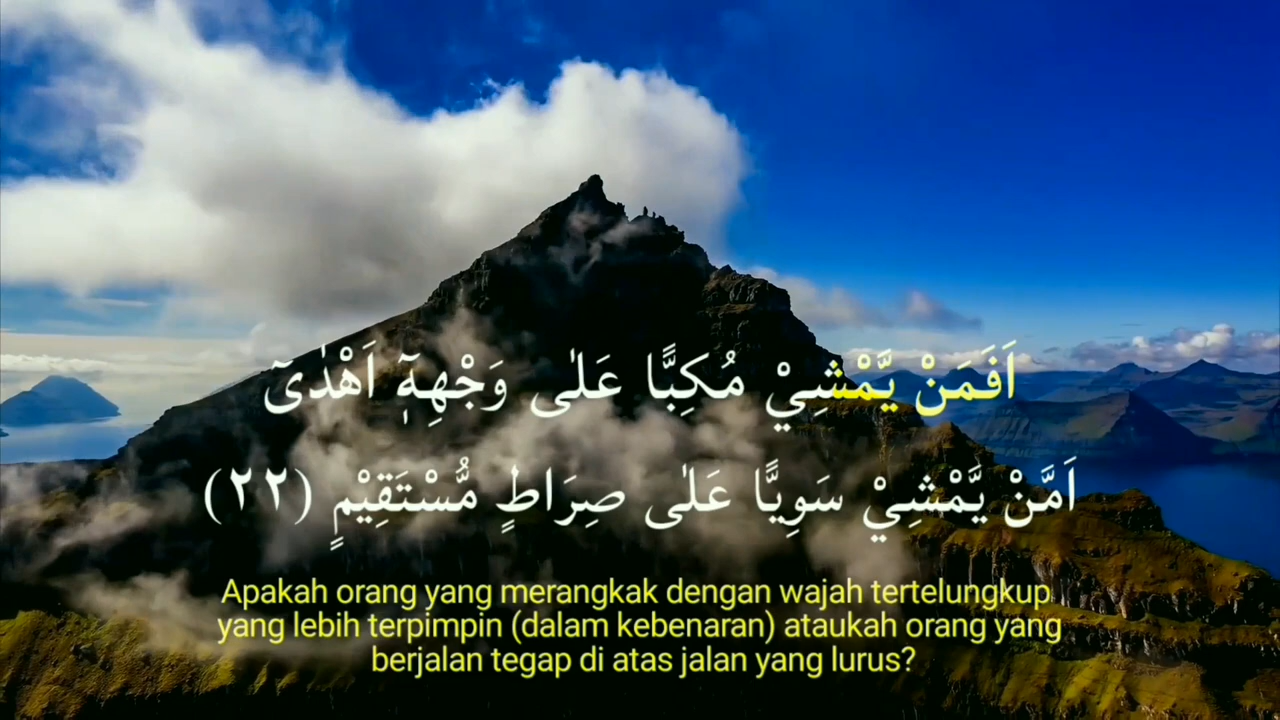 اَفَمَنْ يَّمْشِيْ مُكِبًّا عَلٰى وَجْهِهٖٓ اَهْدٰىٓ
اَمَّنْ يَّمْشِيْ سَوِيًّا عَلٰى صِرَاطٍ مُّسْتَقِيْمٍ (٢٢)
Apakah orang yang merangkak dengan wajah tertelungkup
yang lebih terpimpin (dalam kebenaran) ataukah orang yang
berjalan tegap di atas jalan yang lurus?